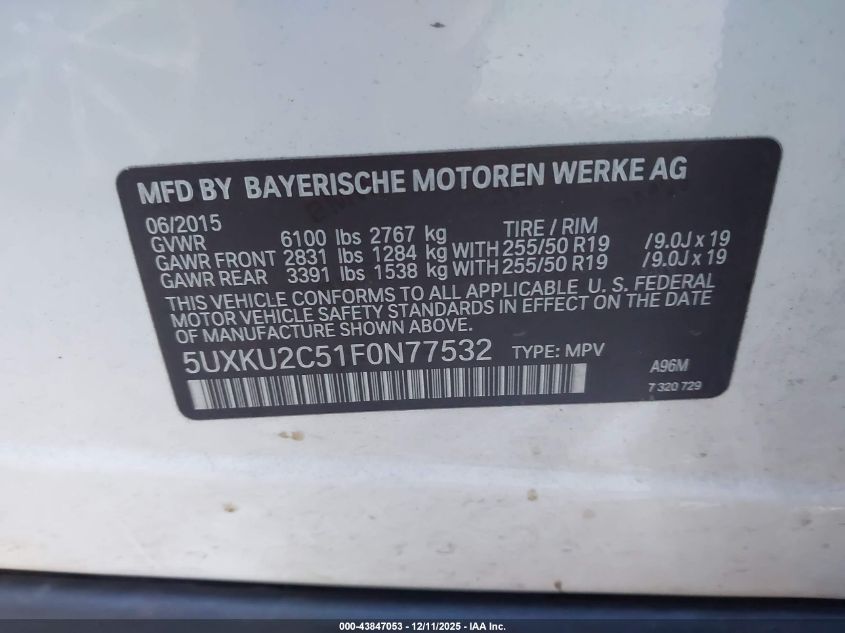 MFD BY BAYERISCHE MOTOREN WERKE AG
06/2015 TIRE / RIM
GVWR 6100 lbs 2767 kg
GAWR FRONT 2831 lbs 1284 kg WITH 255/50 R19 /9.0J x 19
GAWR REAR 3391 lbs 1538 kg WITH 255/50 R19 /9.0J x 19
THIS VEHICLE CONFORMS TO ALL APPLICABLE U. S. FEDERAL
MOTOR VEHICLE SAFETY STANDARDS IN EFFECT ON THE DATE
OF MANUFACTURE SHOWN ABOVE.
5UXKU2C51F0N77532 TYPE: MPV A96M
7 320 729
000-43847053 - 12/11/2025 - IAA Inc.